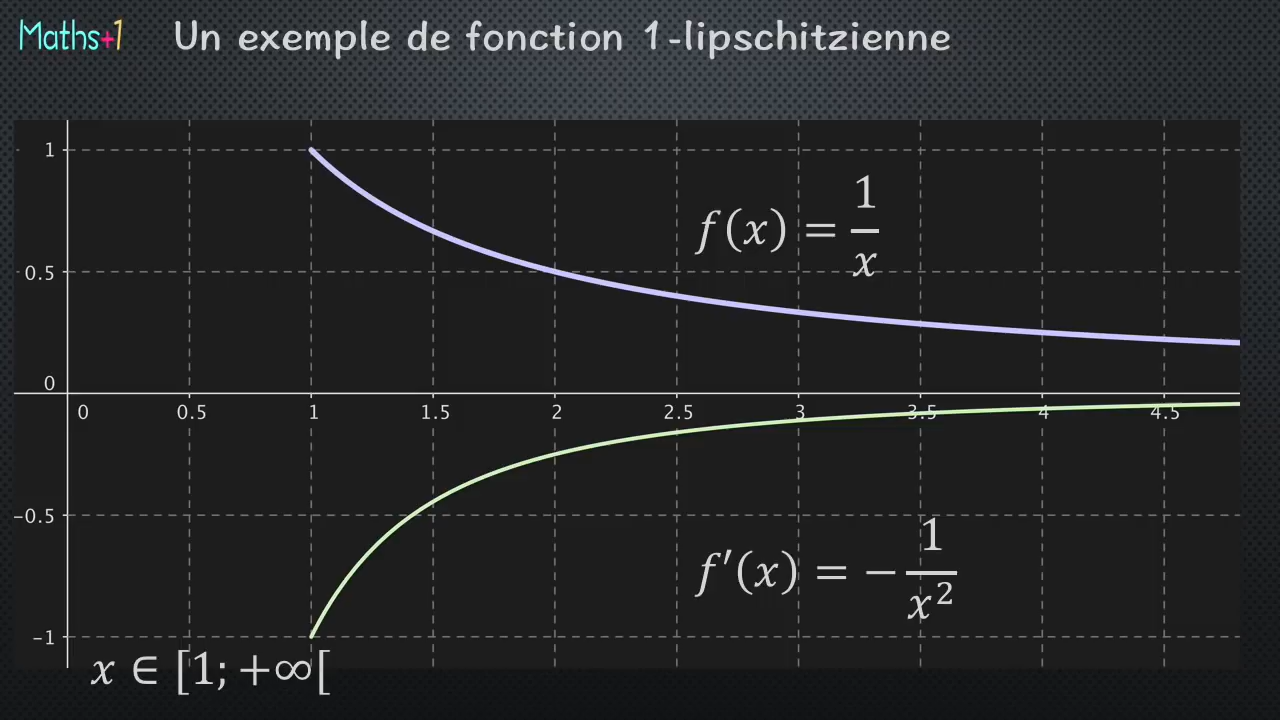 Maths+1 Un exemple de fonction 1-lipschitzienne
1
f(x) = 1/x
0.5
0
0 0.5 1 1.5 2 2.5 3 3.5 4 4.5
−0.5
f′(x) = −1/x²
−1
x ∈ [1; +∞[